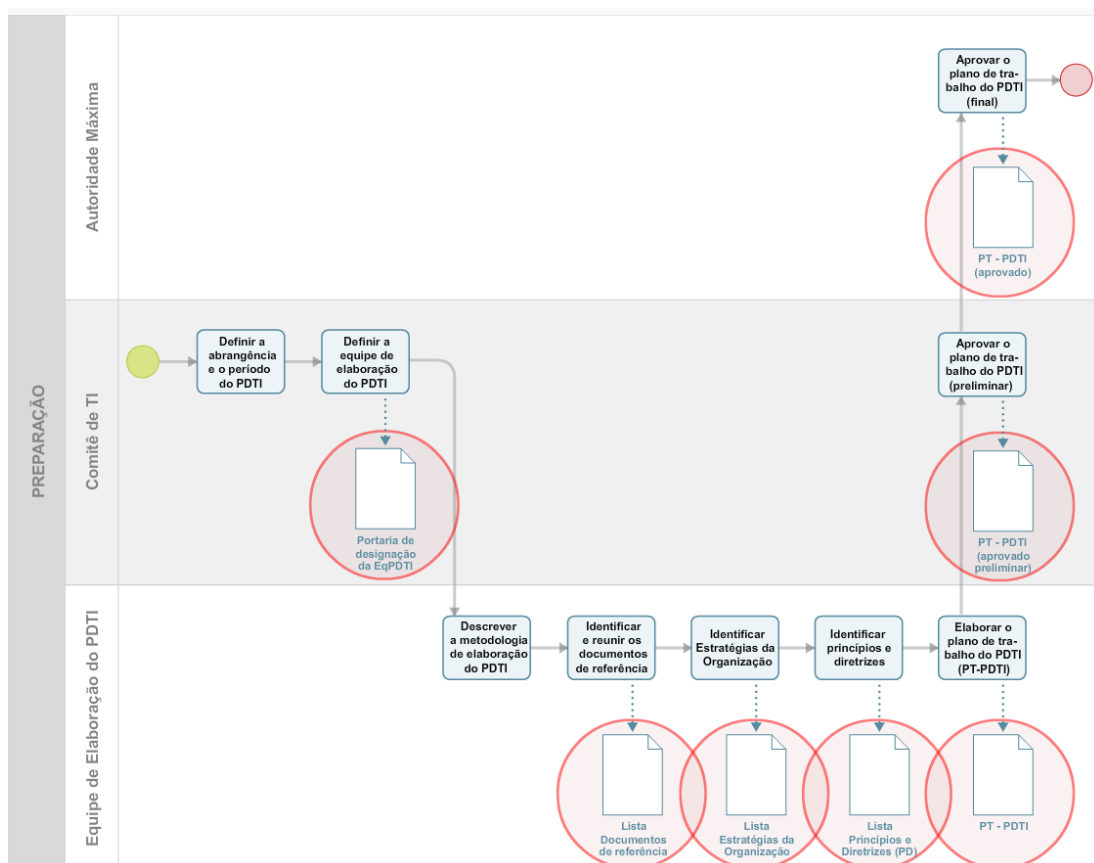 PREPARAÇÃO
Autoridade Máxima
Aprovar o
plano de tra-
balho do PDTI
(final)
PT - PDTI
(aprovado)
Comitê de TI
Definir a
abrangência
e o período
do PDTI
Definir a
equipe de
elaboração
do PDTI
Portaria de
designação
da EqPDTI
Aprovar o
plano de tra-
balho do PDTI
(preliminar)
PT - PDTI
(aprovado
preliminar)
Equipe de Elaboração do PDTI
Descrever
a metodologia
de elaboração
do PDTI
Identificar
e reunir os
documentos
de referência
Identificar
Estratégias da
Organização
Identificar
princípios e
diretrizes
Elaborar o
plano de tra-
balho do PDTI
(PT-PDTI)
Lista
Documentos
de referência
Lista
Estratégias da
Organização
Lista
Princípios e
Diretrizes (PD)
PT - PDTI